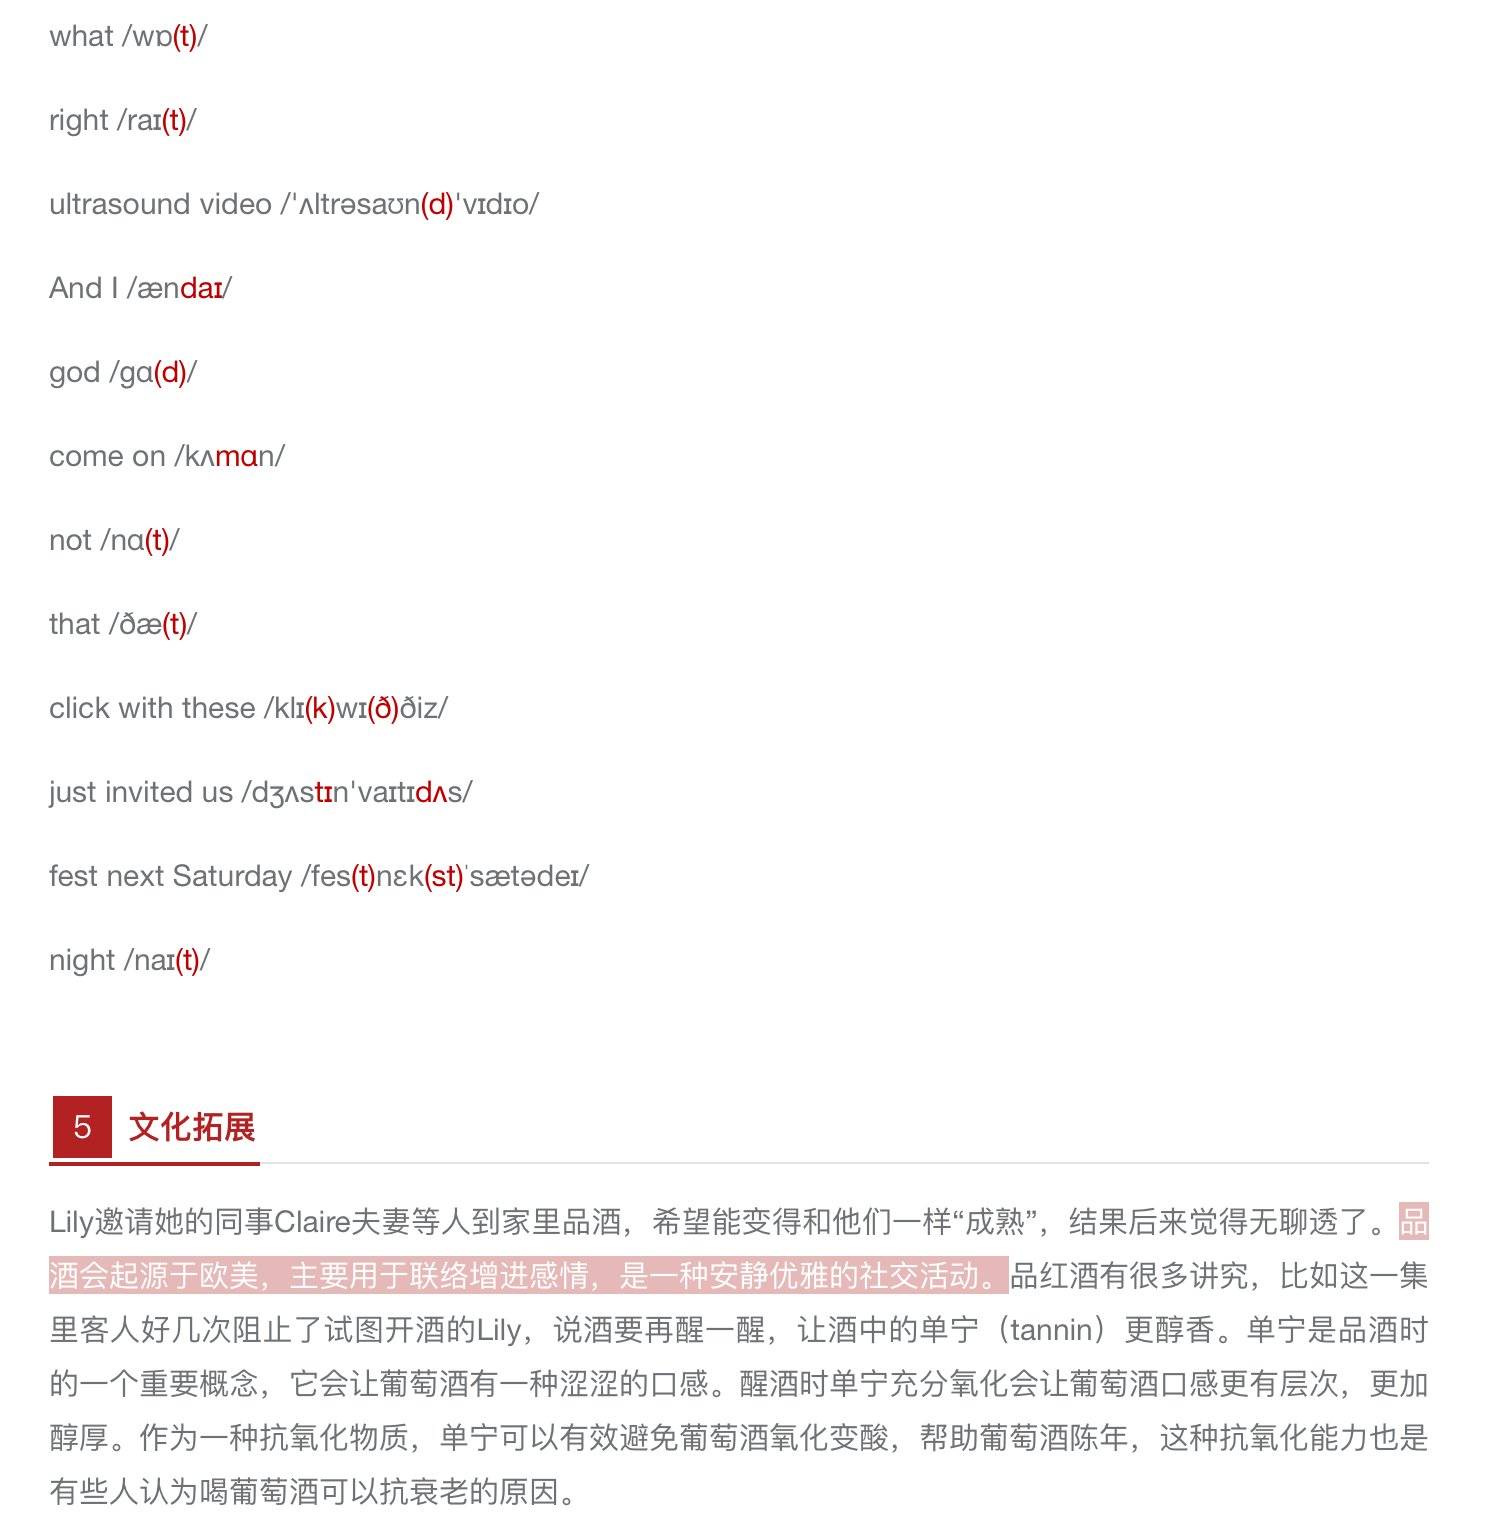 what /wɒ(t)/
right /raɪ(t)/
ultrasound video /ˈʌltrəsaʊn(d)ˈvɪdɪo/
And I /ændaɪ/
god /gɑ(d)/
come on /kʌmɑn/
not /nɑ(t)/
that /ðæ(t)/
click with these /klɪ(k)wɪ(ð)ðiz/
just invited us /dʒʌstɪnˈvaɪtɪdʌs/
fest next Saturday /fes(t)nɛk(st)ˈsætədeɪ/
night /naɪ(t)/
5 文化拓展
Lily邀请她的同事Claire夫妻等人到家里品酒，希望能变得和他们一样“成熟”，结果后来觉得无聊透了。品
酒会起源于欧美，主要用于联络增进感情，是一种安静优雅的社交活动。品红酒有很多讲究，比如这一集
里客人好几次阻止了试图开酒的Lily，说酒要再醒一醒，让酒中的单宁（tannin）更醇香。单宁是品酒时
的一个重要概念，它会让葡萄酒有一种涩涩的口感。醒酒时单宁充分氧化会让葡萄酒口感更有层次，更加
醇厚。作为一种抗氧化物质，单宁可以有效避免葡萄酒氧化变酸，帮助葡萄酒陈年，这种抗氧化能力也是
有些人认为喝葡萄酒可以抗衰老的原因。